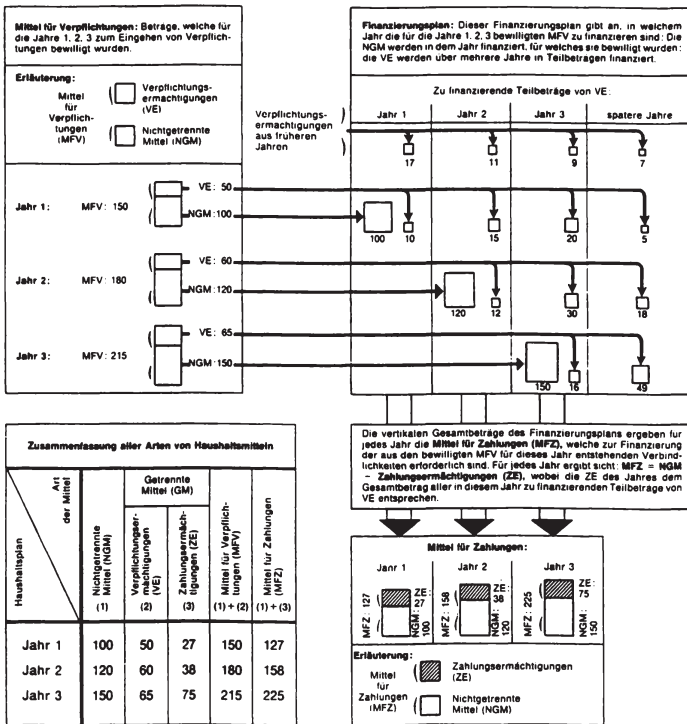 Mittel für Verpflichtungen: Beträge, welche für
die Jahre 1, 2, 3 zum Eingehen von Verpflich-
tungen bewilligt wurden.
Erläuterung:
Mittel
für
Verpflich-
tungen
(MFV)
Verpflichtungs-
ermachtigungen
(VE)
Nichtgetrennte
Mittel (NGM)
Jahr 1:
MFV: 150
VE: 50
NGM:100
Jahr 2:
MFV: 180
VE: 60
NGM:120
Jahr 3:
MFV: 215
VE: 65
NGM:150
Finanzierungsplan: Dieser Finanzierungsplan gibt an, in welchem
Jahr die für die Jahre 1, 2, 3 bewilligten MFV zu finanzieren sind: Die
NGM werden in dem Jahr finanziert, für welches sie bewilligt wurden;
die VE werden uber mehrere Jahre in Teilbetragen finanziert.
Zu finanzierende Teilbeträge von VE:
Verpflichtungs-
ermachtigungen
aus früheren
Jahren
Jahr 1 Jahr 2 Jahr 3 spatere Jahre
17 11 9 7
100 10 15 20 5
120 12 30 18
150 16 49
Die vertikalen Gesamtbeträge des Finanzierungsplans ergeben fur
jedes Jahr die Mittel für Zahlungen (MFZ), welche zur Finanzierung
der aus den bewilligten MFV für dieses Jahr entstehenden Verbind-
lichkeiten erforderlich sind. Für jedes Jahr ergibt sicht: MFZ = NGM
– Zahlungsermächtigungen (ZE), wobei die ZE des Jahres dem
Gesamtbetrag aller in diesem Jahr zu finanzierenden Teilbeträge von
VE entsprechen.
Zusammenfassung aller Arten von Haushaltsmitteln
Haushaltsplan
Art
der Mittel
Nichtgetrennte
Mittel (NGM)
(1)
Getrennte
Mittel (GM)
Verpflichtungser-
mächtigungen
(VE)
(2)
Zahlungsermäch-
tigungen (ZE)
(3)
Mittel für Verpflich-
tungen (MFV)
(1) + (2)
Mittel für Zahlungen
(MFZ)
(1) + (3)
Jahr 1 100 50 27 150 127
Jahr 2 120 60 38 180 158
Jahr 3 150 65 75 215 225
Mittel für Zahlungen:
Jahr 1
MFZ: 127
ZE:
27
NGM:
100
Jahr 2
MFZ: 158
ZE:
38
NGM:
120
Jahr 3
MFZ: 225
ZE:
75
NGM:
150
Erläuterung:
Mittel
für
Zahlungen
(MFZ)
Zahlungsermächtigungen
(ZE)
Nichtgetrennte
Mittel (NGM)